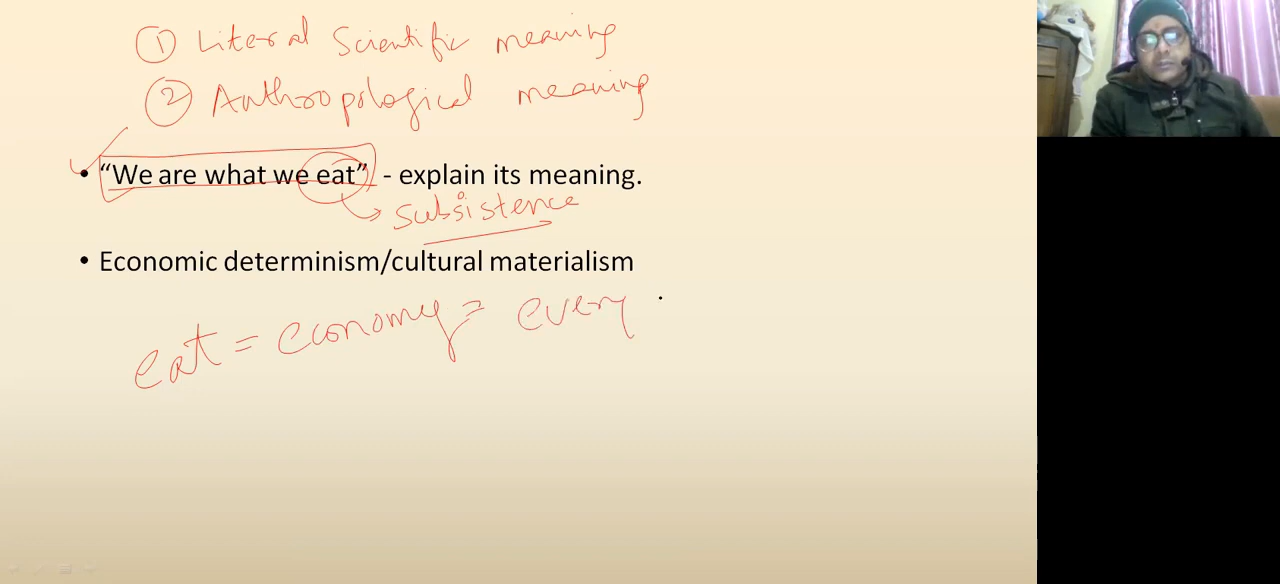 ① Literal Scientific meaning
② Anthropological meaning
• “We are what we eat” - explain its meaning.
subsistence
• Economic determinism/cultural materialism
eat = economy = every